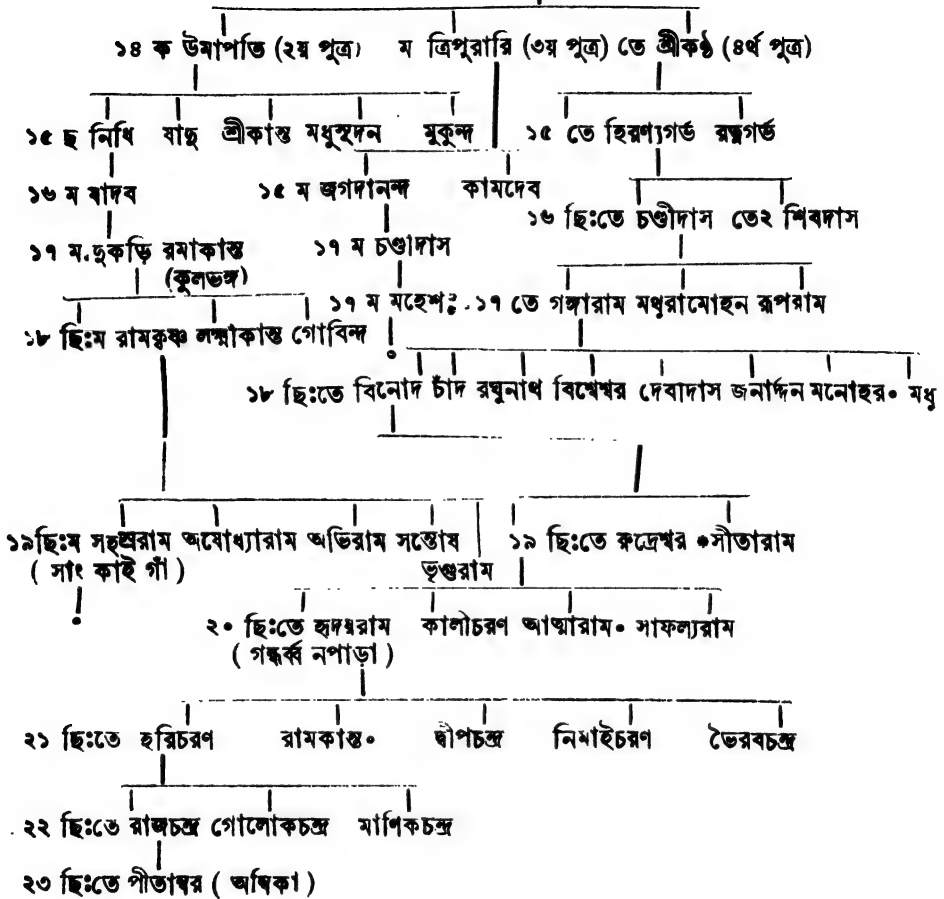 ১৪ ক উমাপতি (২য় পুত্র) ম ত্রিপুরারি (৩য় পুত্র) তে শ্রীকণ্ঠ (৪র্থ পুত্র)
১৫ ছ নিধি যাদু শ্রীকান্ত মধুসূদন মুকুন্দ ১৫ তে হিরণ্যগর্ভ রত্নগর্ভ
১৬ ম যাদব ১৫ ম জগদানন্দ কামদেব
১৬ ছিঃতে চণ্ডীদাস তে২ শিবদাস
১৭ ম.দুকড়ি রমাকান্ত ১৭ ম চণ্ডীদাস
(কুলভঙ্গ)
১৭ ম মহেশ ১৭ তে গঙ্গারাম মথুরামোহন রূপরাম
১৮ ছিঃম রামকৃষ্ণ লক্ষ্মীকান্ত গোবিন্দ
১৮ ছিঃতে বিনোদ চাঁদ রঘুনাথ বিশ্বেশ্বর দেবীদাস জনার্দ্দন মনোহর০ মধু
১৯ছিঃম সহস্ররাম অযোধ্যারাম অভিরাম সন্তোষ ১৯ ছিঃতে রুদ্রেশ্বর ০সীতারাম
( সাং কাই গাঁ ) ভৃগুরাম
২০ ছিঃতে হৃদয়রাম কালীচরণ আত্মারাম০ সাফল্যরাম
( গন্ধর্ব্ব নপাড়া )
২১ ছিঃতে হরিচরণ রামকান্ত০ দ্বীপচন্দ্র নিমাইচরণ ভৈরবচন্দ্র
২২ ছিঃতে রাজচন্দ্র গোলোকচন্দ্র মাণিকচন্দ্র
২৩ ছিঃতে পীতাম্বর ( অম্বিকা )